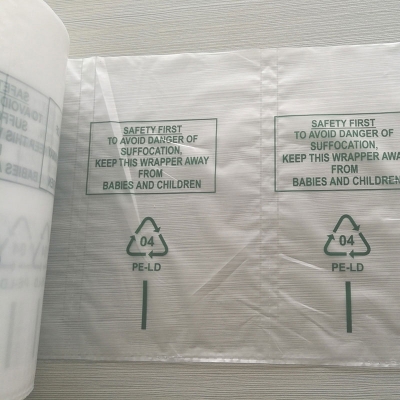 SAFETY FIRST
TO AVOID DANGER OF
SUFFOCATION,
KEEP THIS WRAPPER AWAY
FROM
BABIES AND CHILDREN
04
PE-LD
SAFETY FIRST
TO AVOID DANGER OF
SUFFOCATION,
KEEP THIS WRAPPER AWAY
FROM
BABIES AND CHILDREN
04
PE-LD